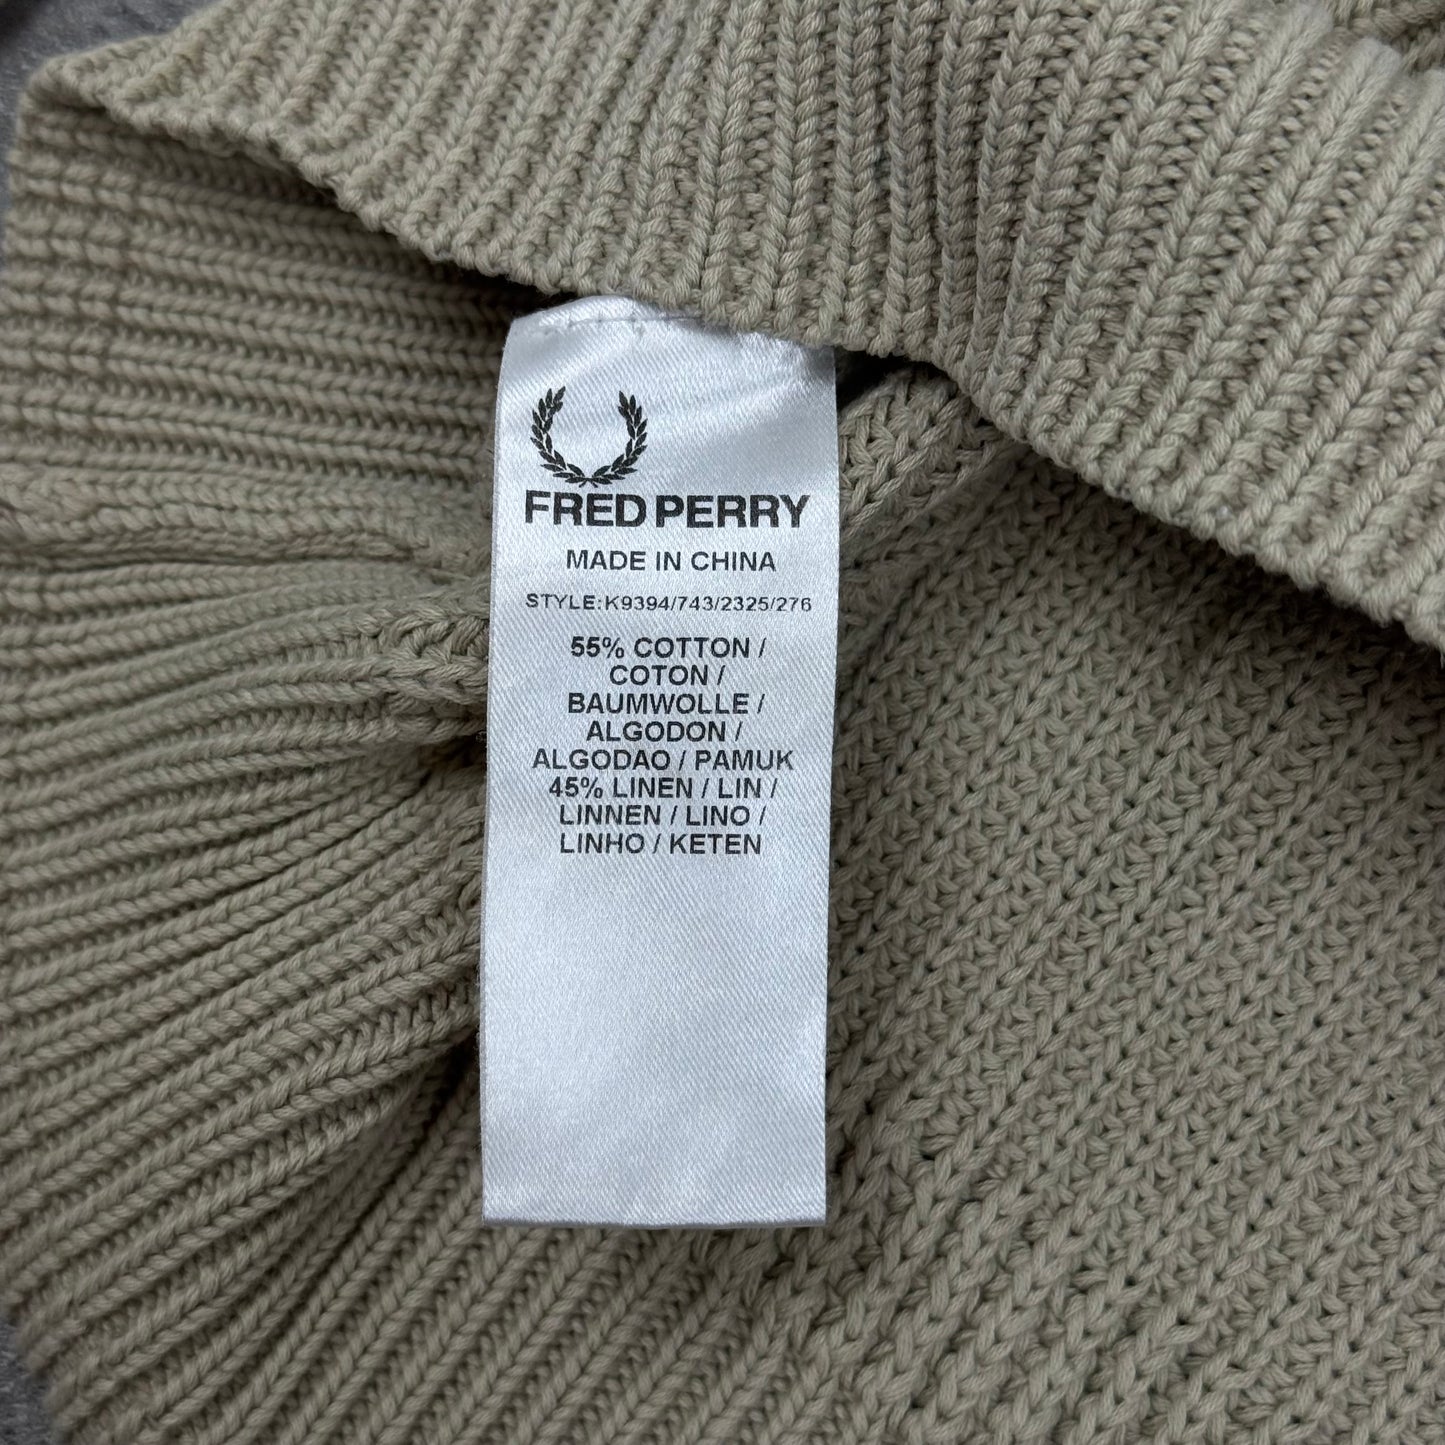 FRED PERRY
MADE IN CHINA
STYLE:K9394/743/2325/276
55% COTTON /
COTON /
BAUMWOLLE /
ALGODON /
ALGODAO / PAMUK
45% LINEN / LIN /
LINNEN / LINO /
LINHO / KETEN